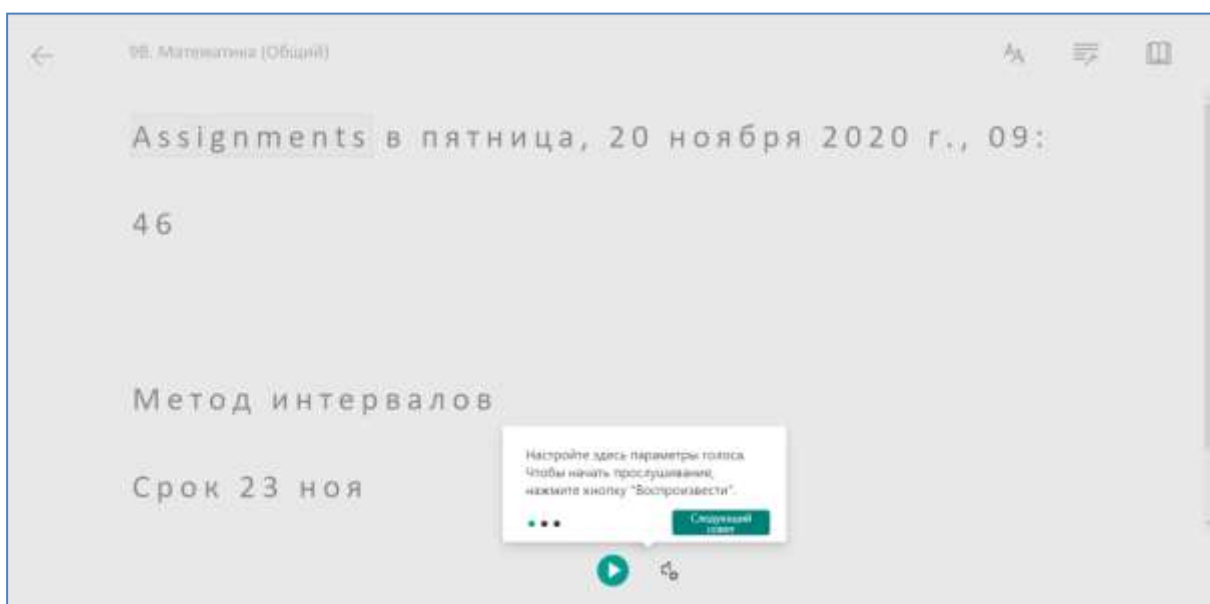 9В. Математика (Общий)
Assignments в пятница, 20 ноября 2020 г., 09:
46
Метод интервалов
Срок 23 ноя
Настройте здесь параметры голоса.
Чтобы начать прослушивание,
нажмите кнопку "Воспроизвести".
Следующий
совет